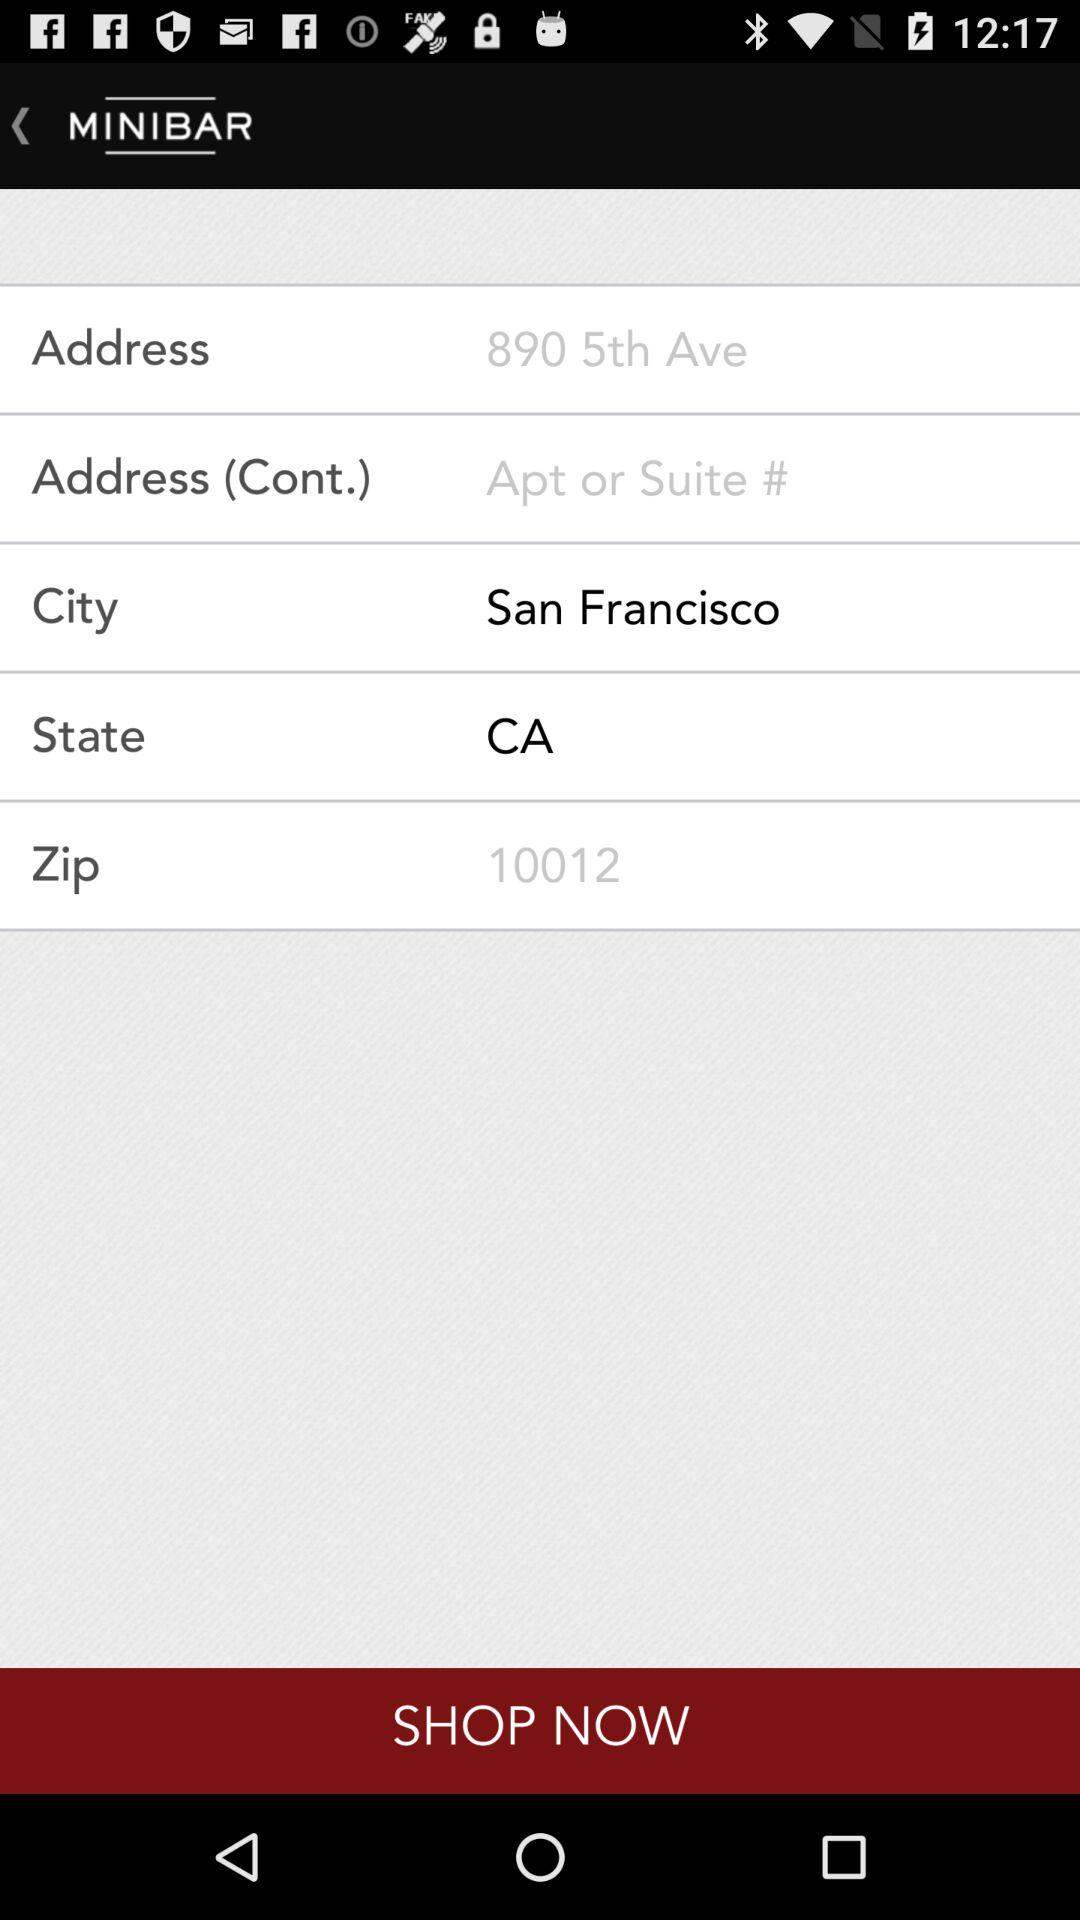 FAKE 12:17
MINIBAR
Address 890 5th Ave
Address (Cont.) Apt or Suite #
City San Francisco
State CA
Zip 10012
SHOP NOW